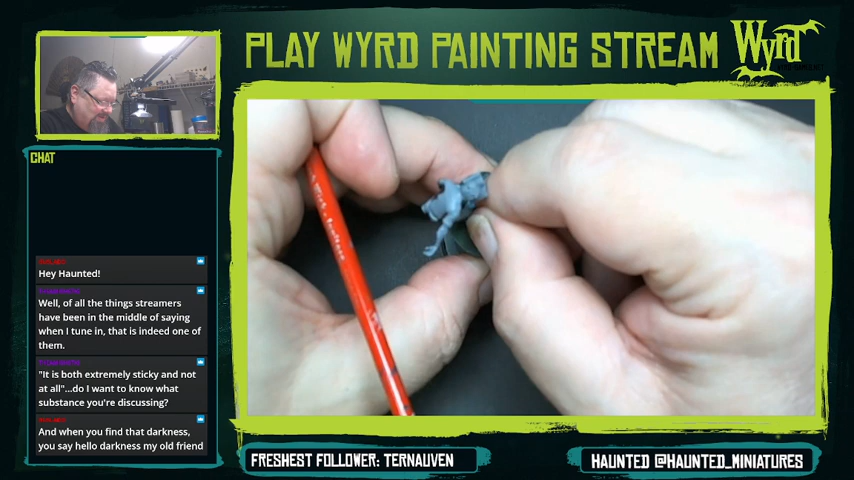 PLAY WYRD PAINTING STREAM
Wyrd
CHAT
Hey Haunted!
Well, of all the things streamers
have been in the middle of saying
when I tune in, that is indeed one of
them.
"It is both extremely sticky and not
at all"...do I want to know what
substance you're discussing?
And when you find that darkness,
you say hello darkness my old friend
FRESHEST FOLLOWER: TERNAUVEN
HAUNTED @HAUNTED_MINIATURES